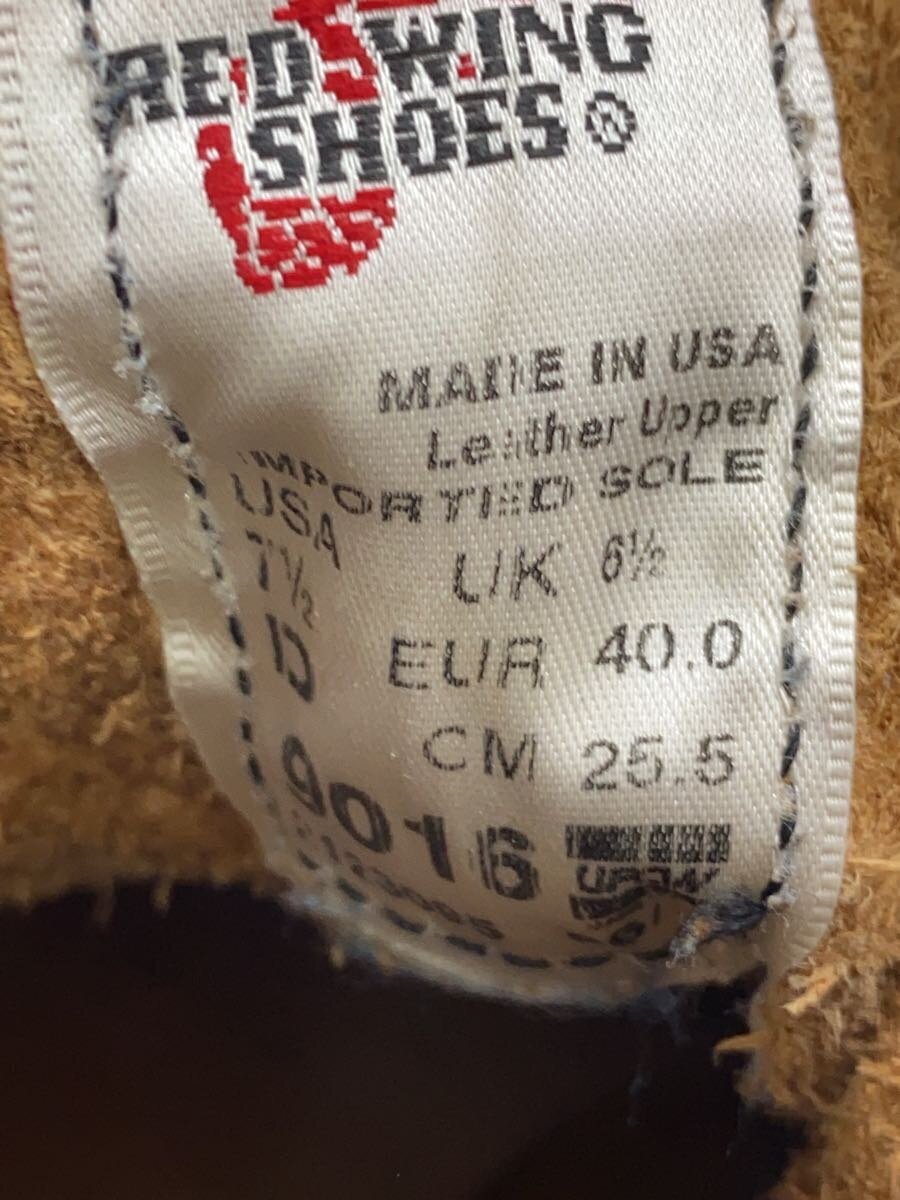 RED WING
SHOES®
MADE IN USA
Leather Upper
IMPORTED SOLE
USA
7½
UK 6½
D
EUR 40.0
CM 25.5
9016